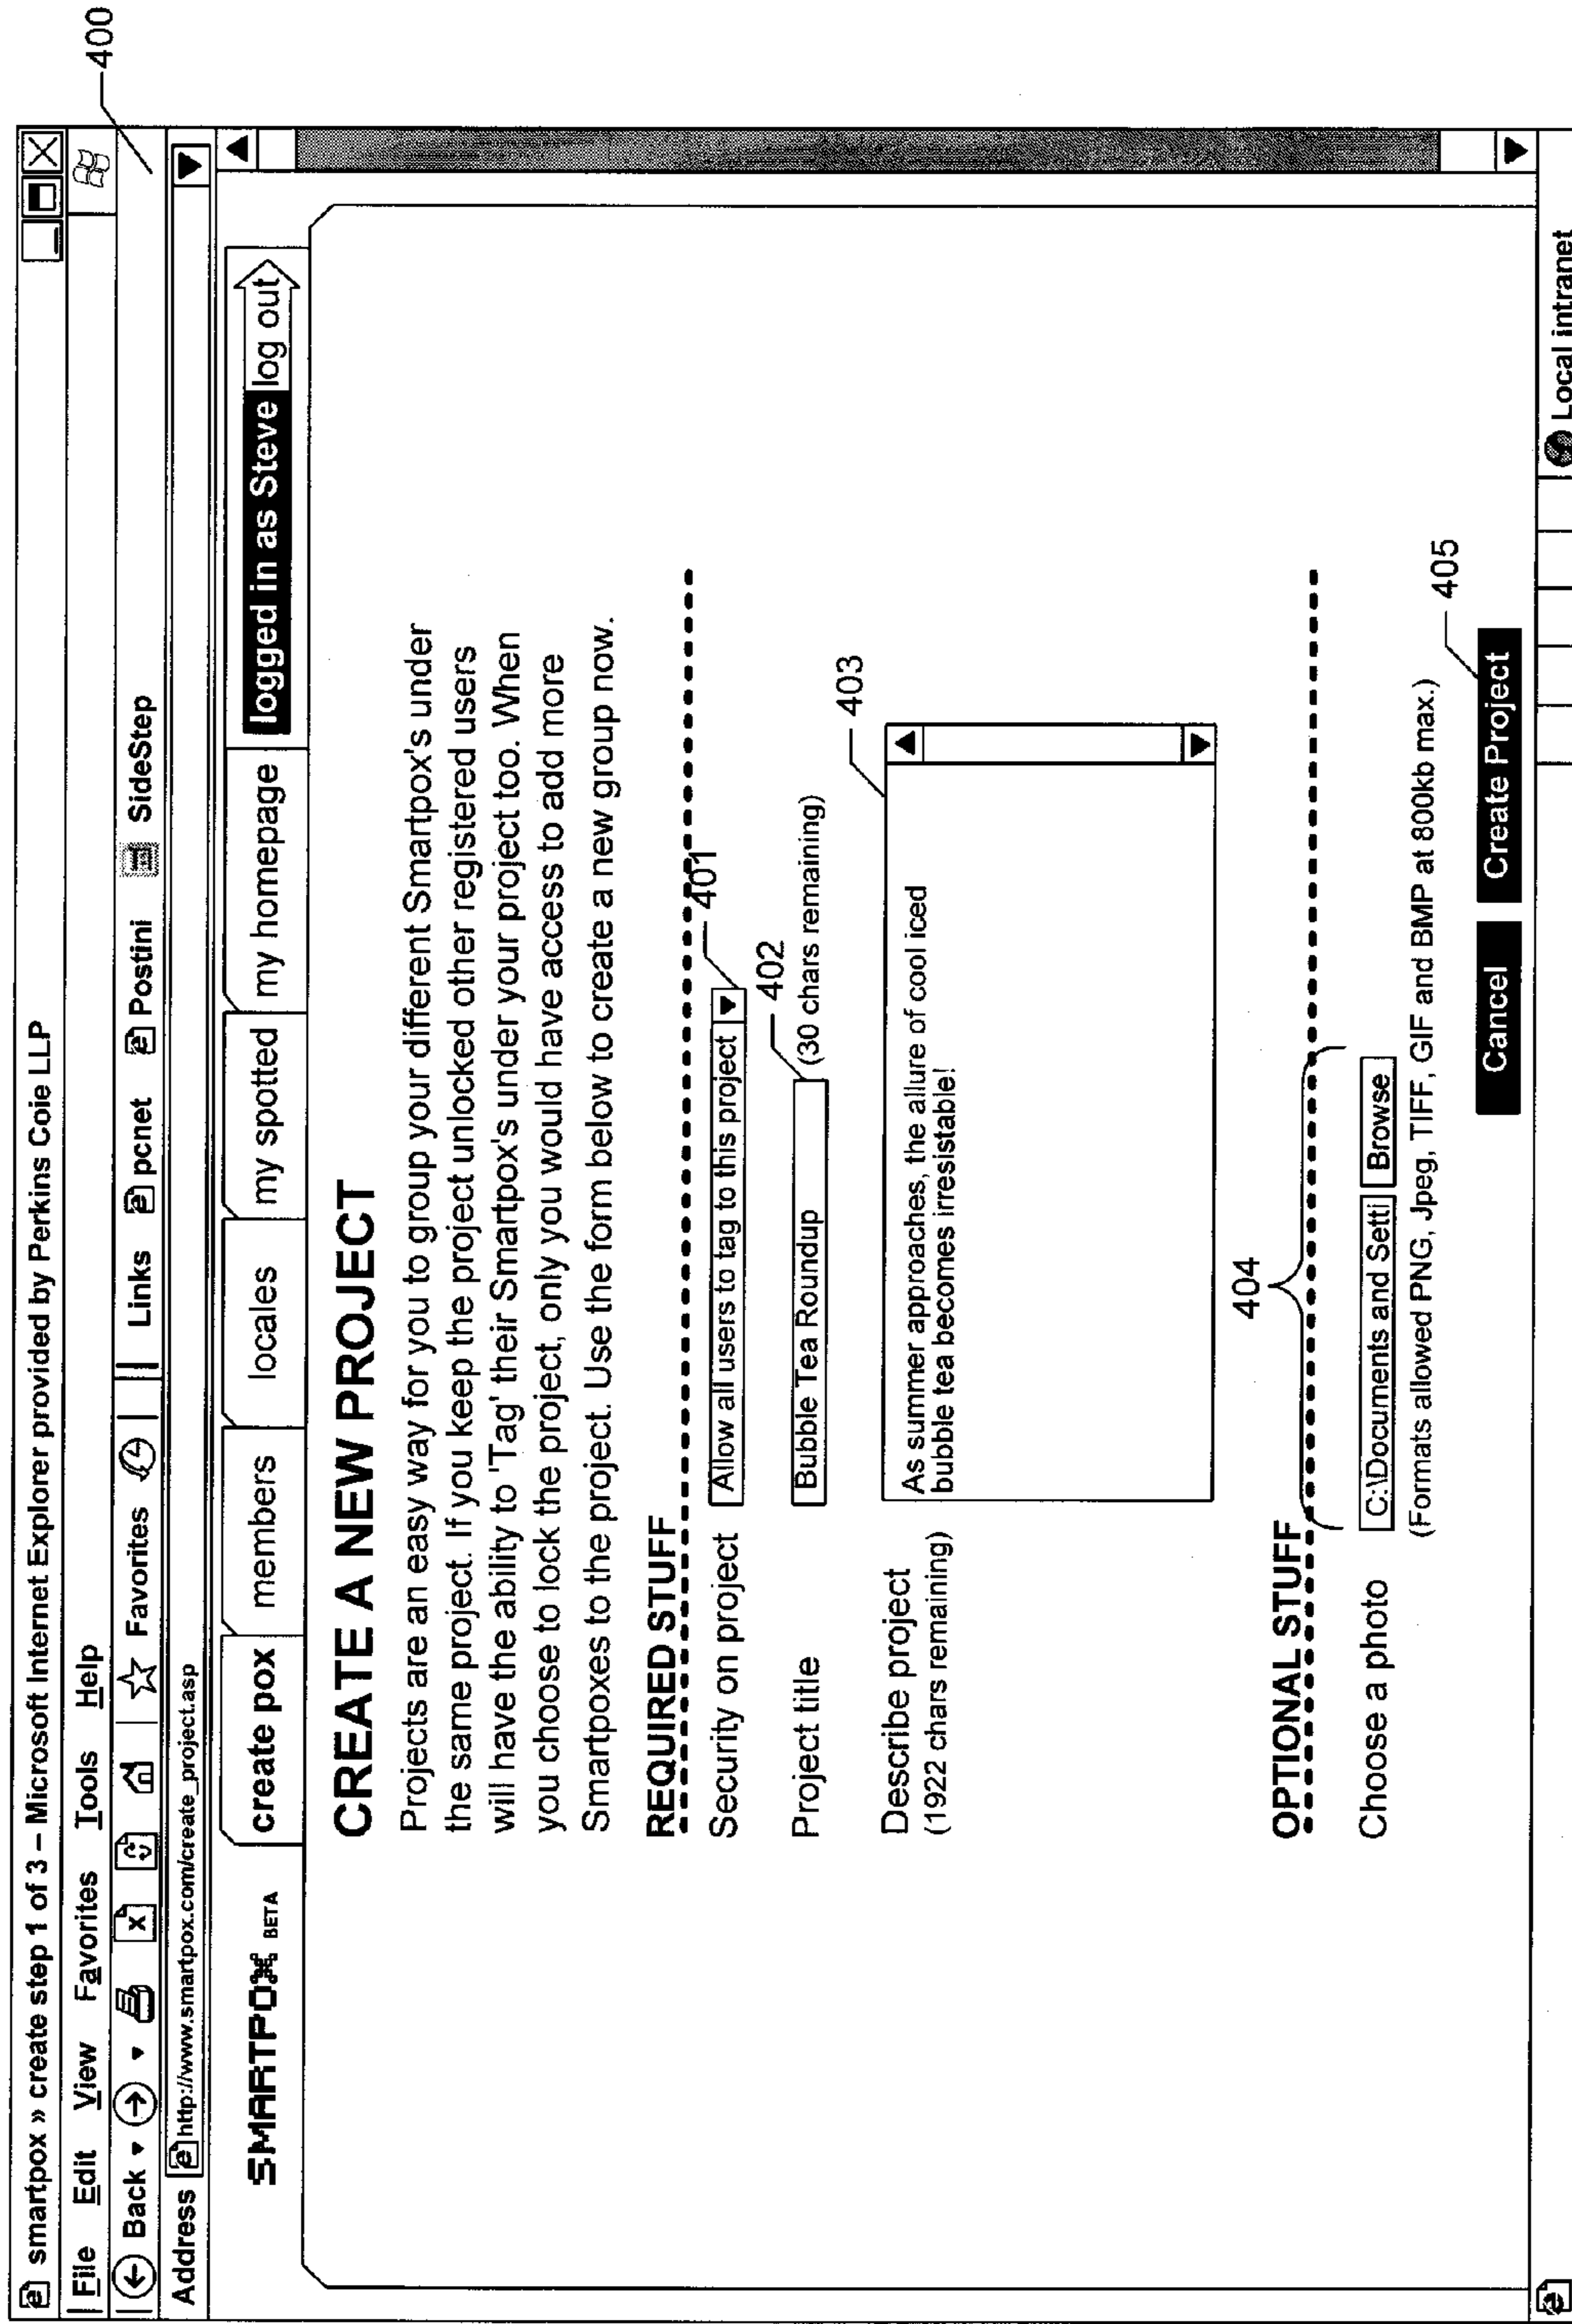 smartpox » create step 1 of 3 – Microsoft Internet Explorer provided by Perkins Coie LLP
File Edit View Favorites Tools Help
400
Back Favorites Links pcnet Postini SideStep
Address http://www.smartpox.com/create_project.asp
SMARTPOX BETA create pox members locales my spotted my homepage logged in as Steve log out
CREATE A NEW PROJECT
Projects are an easy way for you to group your different Smartpox's under
the same project. If you keep the project unlocked other registered users
will have the ability to 'Tag' their Smartpox's under your project too. When
you choose to lock the project, only you would have access to add more
Smartpoxes to the project. Use the form below to create a new group now.
REQUIRED STUFF
401
Security on project Allow all users to tag to this project
402
Project title Bubble Tea Roundup (30 chars remaining)
403
Describe project
(1922 chars remaining)
As summer approaches, the allure of cool iced
bubble tea becomes irresistable!
404
OPTIONAL STUFF
Choose a photo C:\Documents and Setti Browse
(Formats allowed PNG, Jpeg, TIFF, GIF and BMP at 800kb max.)
405
Cancel Create Project
Local intranet